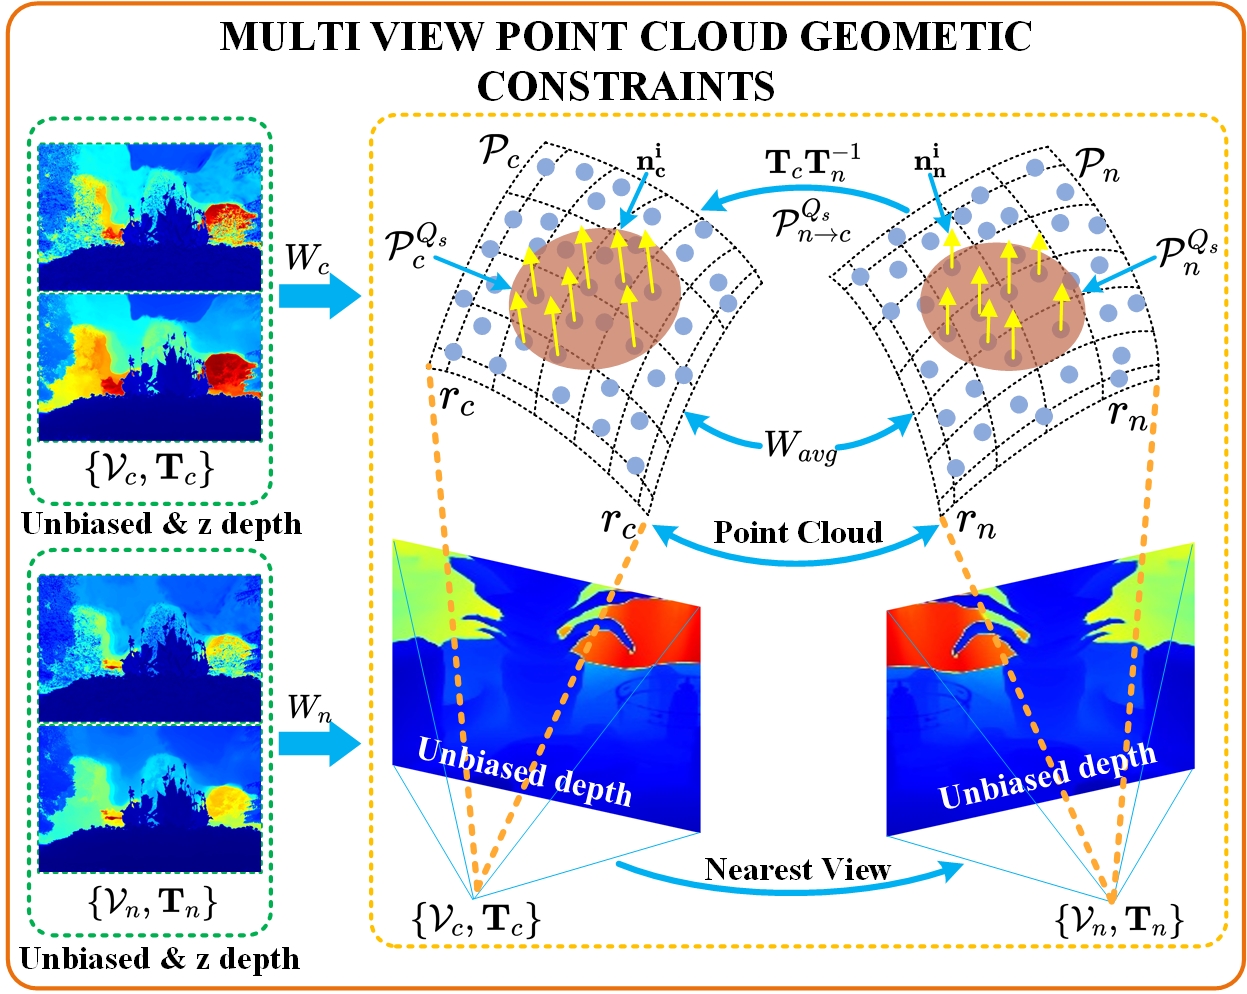 MULTI VIEW POINT CLOUD GEOMETIC
CONSTRAINTS
$\{\mathcal{V}_c, \mathbf{T}_c\}$
Unbiased & z depth
$W_c$
$\{\mathcal{V}_n, \mathbf{T}_n\}$
Unbiased & z depth
$W_n$
$\mathcal{P}_c$
$\mathbf{n_c^i}$
$\mathbf{T}_c\mathbf{T}_n^{-1}$
$\mathbf{n_n^i}$
$\mathcal{P}_n$
$\mathcal{P}_c^{Q_s}$
$\mathcal{P}_{n \to c}^{Q_s}$
$\mathcal{P}_n^{Q_s}$
$r_c$
$r_n$
$W_{avg}$
$r_c$
Point Cloud
$r_n$
Unbiased depth
Unbiased depth
Nearest View
$\{\mathcal{V}_c, \mathbf{T}_c\}$
$\{\mathcal{V}_n, \mathbf{T}_n\}$